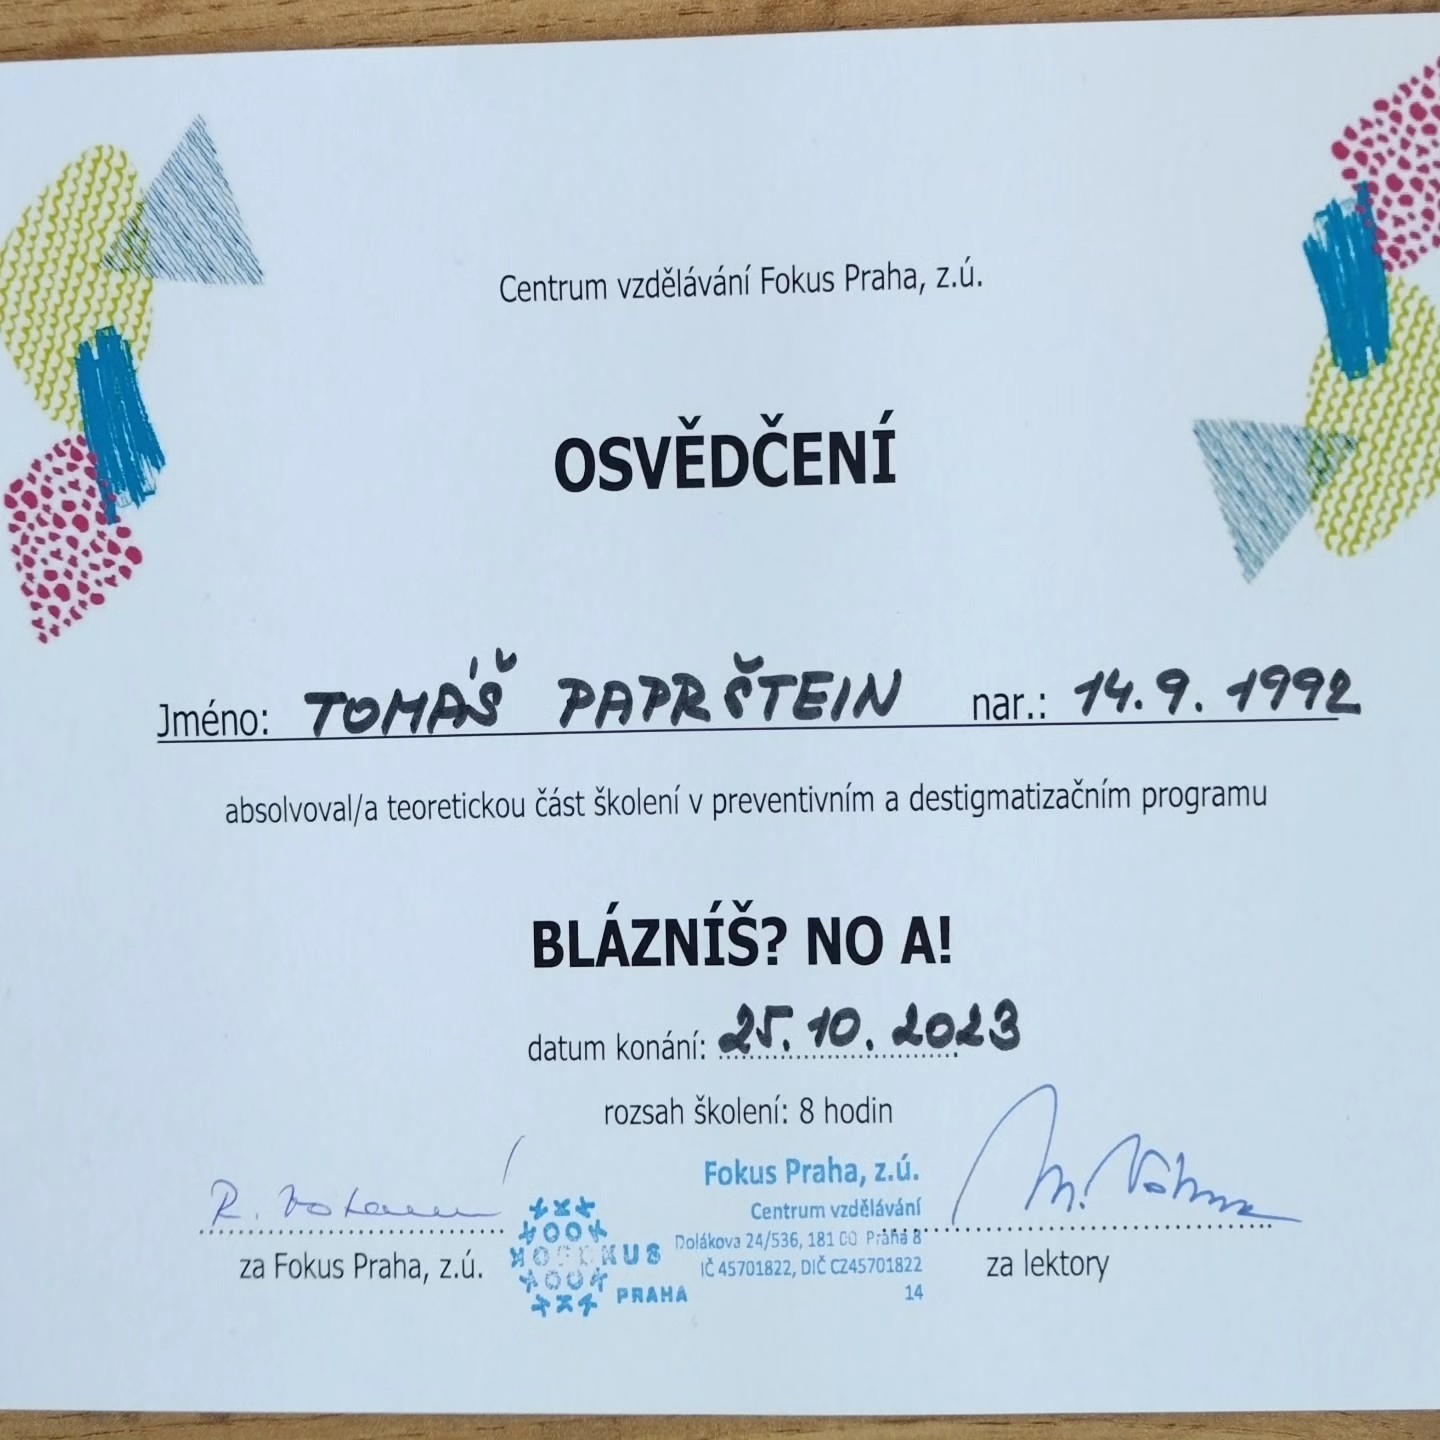 Centrum vzdělávání Fokus Praha, z.ú.
OSVĚDČENÍ
Jméno: TOMÁŠ PAPRŠTEIN nar.: 14.9.1992
absolvoval/a teoretickou část školení v preventivním a destigmatizačním programu
BLÁZNÍŠ? NO A!
datum konání: 25.10.2023
rozsah školení: 8 hodin
Fokus Praha, z.ú.
Centrum vzdělávání
Dolákova 24/536, 181 00 Praha 8
IČ 45701822, DIČ CZ45701822
14
PRAHA
R.
M.
za Fokus Praha, z.ú.
za lektory